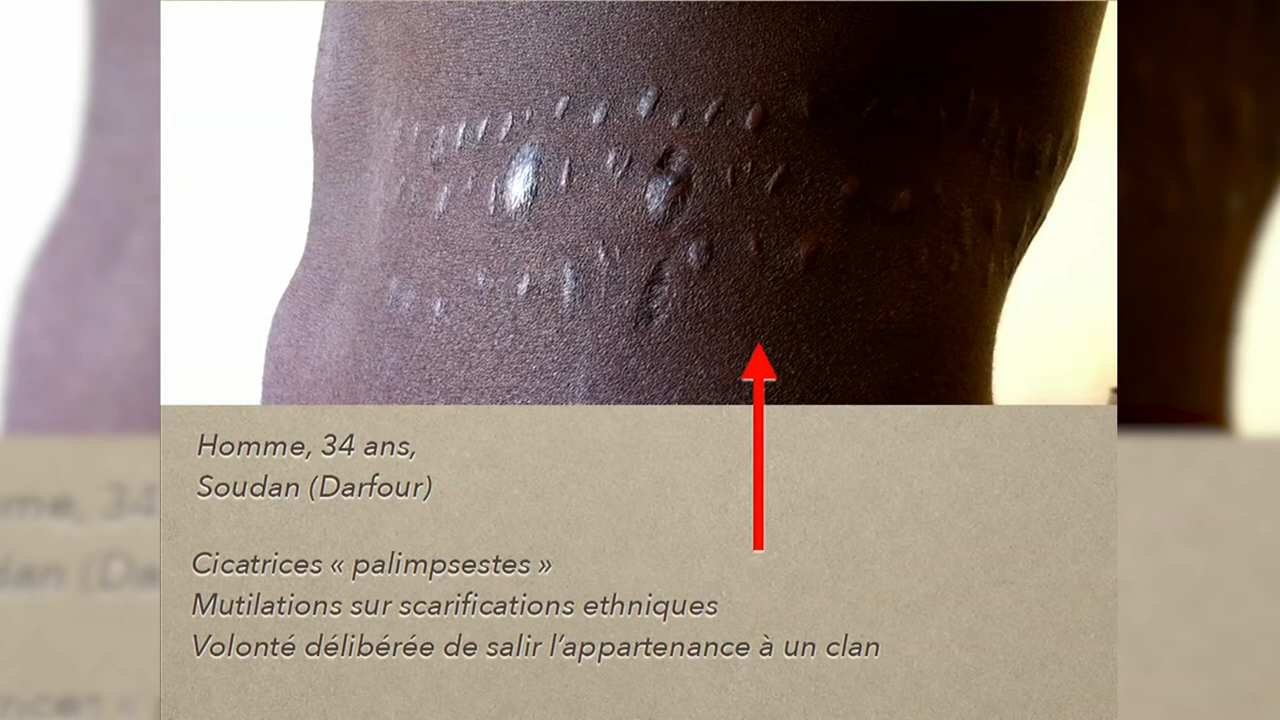 Homme, 34 ans,
Soudan (Darfour)
Cicatrices « palimpsestes »
Mutilations sur scarifications ethniques
Volonté délibérée de salir l'appartenance à un clan